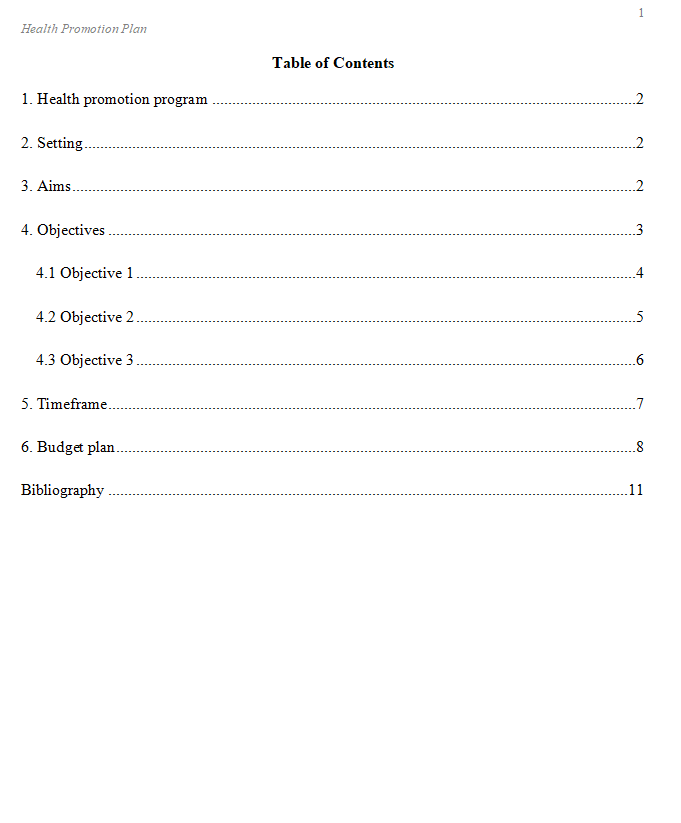 1
Health Promotion Plan
Table of Contents
1. Health promotion program ........................................................................................................2
2. Setting........................................................................................................................................2
3. Aims...........................................................................................................................................2
4. Objectives ..................................................................................................................................3
4.1 Objective 1............................................................................................................................4
4.2 Objective 2............................................................................................................................5
4.3 Objective 3............................................................................................................................6
5. Timeframe..................................................................................................................................7
6. Budget plan................................................................................................................................8
Bibliography ................................................................................................................................11